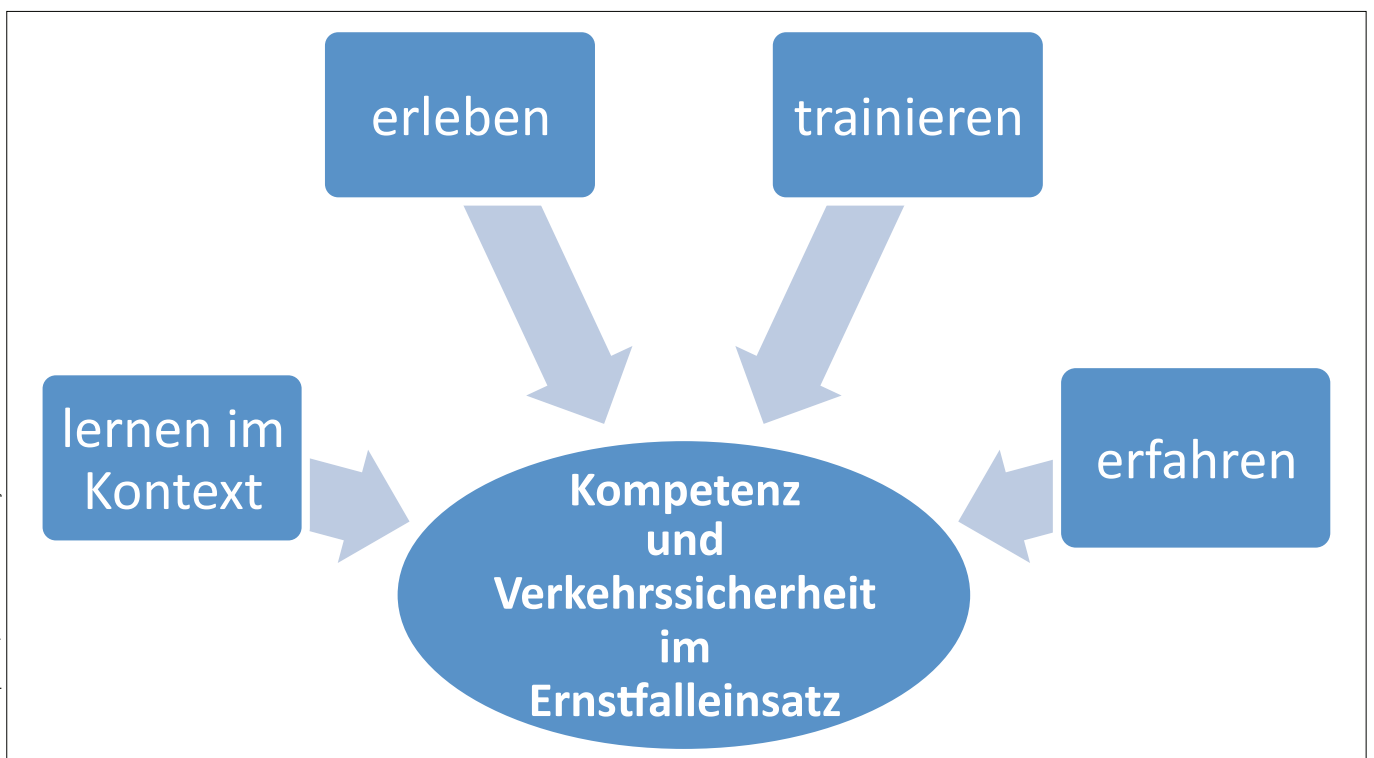 erleben
trainieren
lernen im
Kontext
erfahren
Kompetenz
und
Verkehrssicherheit
im
Ernstfalleinsatz